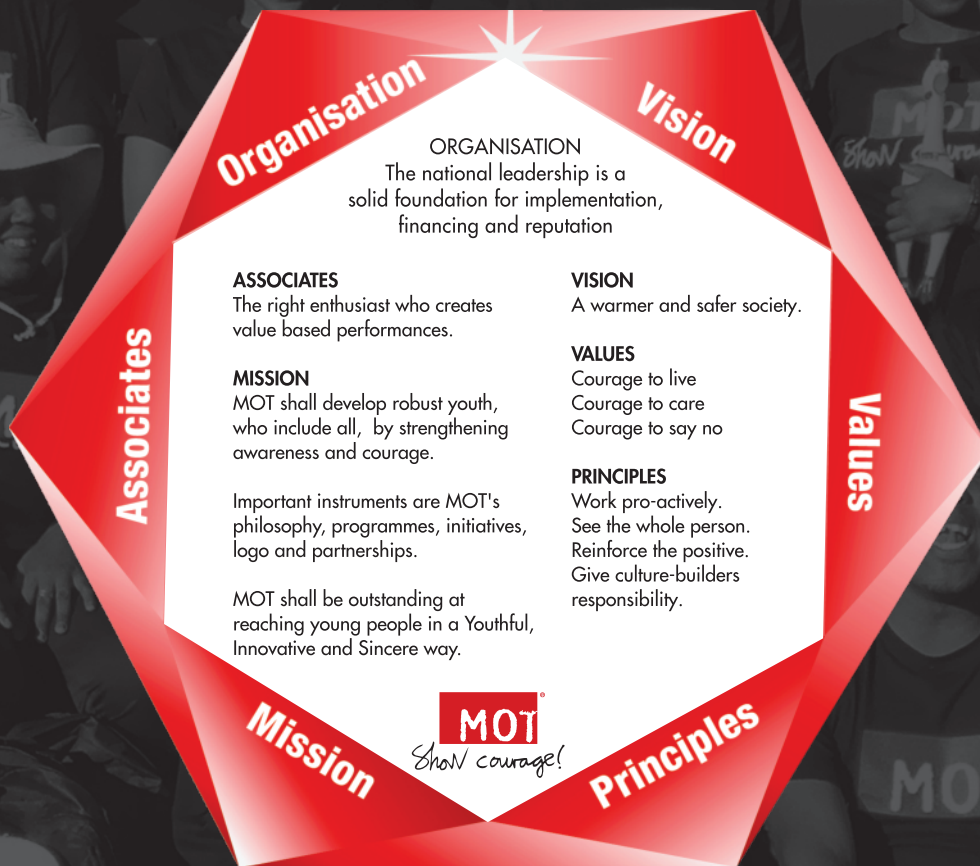 Organisation
Vision
ORGANISATION
The national leadership is a
solid foundation for implementation,
financing and reputation
ASSOCIATES
The right enthusiast who creates
value based performances.
MISSION
MOT shall develop robust youth,
who include all, by strengthening
awareness and courage.
Important instruments are MOT's
philosophy, programmes, initiatives,
logo and partnerships.
MOT shall be outstanding at
reaching young people in a Youthful,
Innovative and Sincere way.
VISION
A warmer and safer society.
VALUES
Courage to live
Courage to care
Courage to say no
PRINCIPLES
Work pro-actively.
See the whole person.
Reinforce the positive.
Give culture-builders
responsibility.
Associates
Values
MOT
Show courage!
Mission
Principles
MOT
Show courage
MO